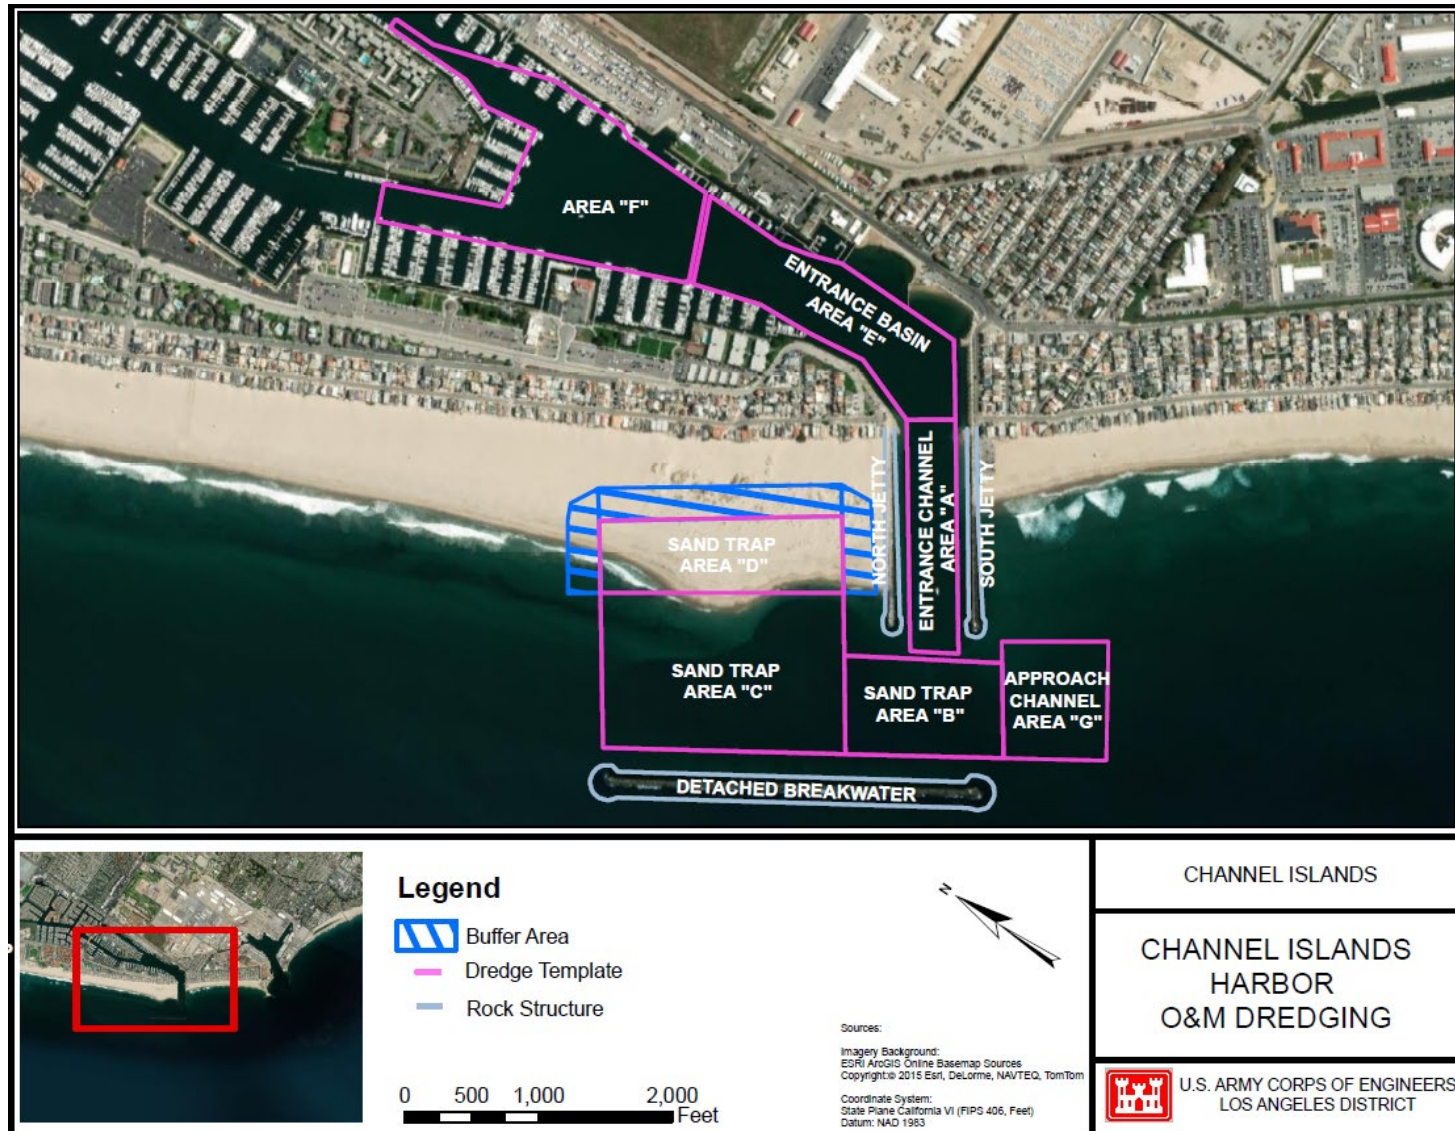 AREA "F"
ENTRANCE BASIN
AREA "E"
NORTH JETTY
ENTRANCE CHANNEL
AREA "A"
SOUTH JETTY
SAND TRAP
AREA "D"
SAND TRAP
AREA "C"
SAND TRAP
AREA "B"
APPROACH
CHANNEL
AREA "G"
DETACHED BREAKWATER
Legend
Buffer Area
Dredge Template
Rock Structure
0 500 1,000 2,000
Feet
N
Sources:
Imagery Background:
ESRI ArcGIS Online Basemap Sources
Copyright:© 2015 Esri, DeLorme, NAVTEQ, TomTom
Coordinate System:
State Plane California VI (FIPS 406, Feet)
Datum: NAD 1983
CHANNEL ISLANDS
CHANNEL ISLANDS
HARBOR
O&M DREDGING
U.S. ARMY CORPS OF ENGINEERS
LOS ANGELES DISTRICT